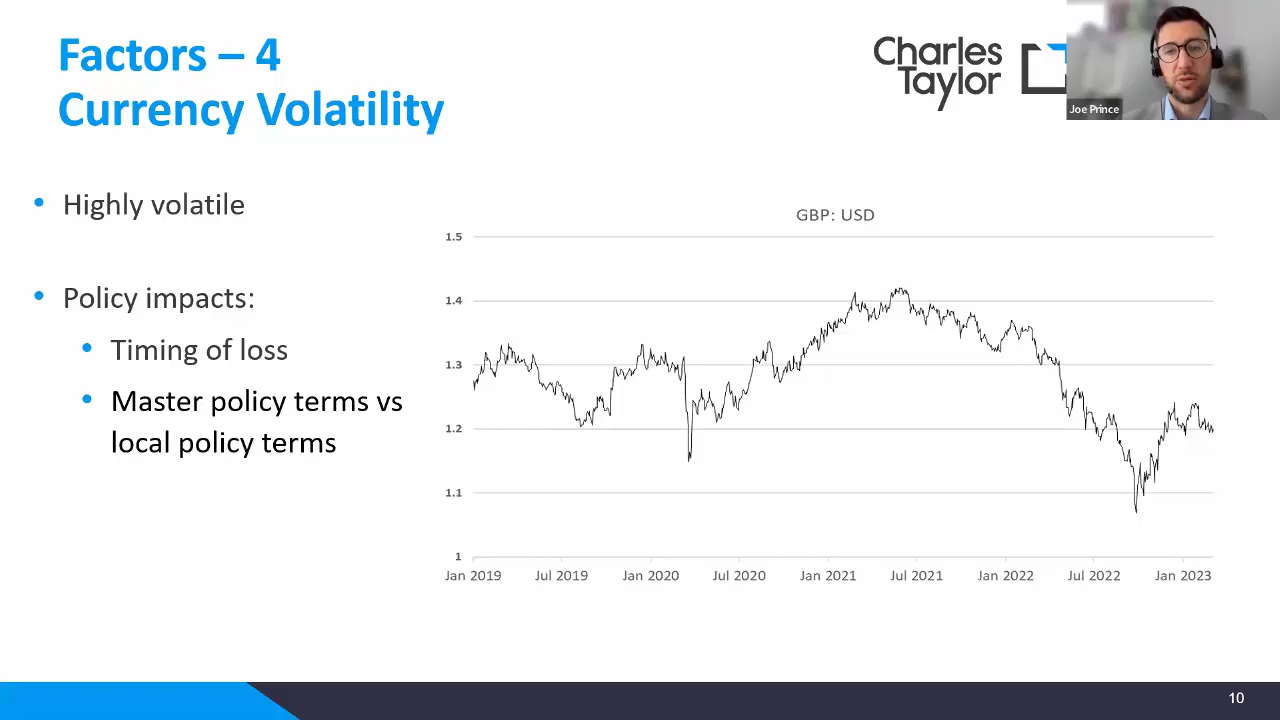 Factors – 4
Currency Volatility
Charles
Taylor
Joe Prince
• Highly volatile
• Policy impacts:
• Timing of loss
• Master policy terms vs
local policy terms
GBP: USD
1.5
1.4
1.3
1.2
1.1
1
Jan 2019 Jul 2019 Jan 2020 Jul 2020 Jan 2021 Jul 2021 Jan 2022 Jul 2022 Jan 2023
10